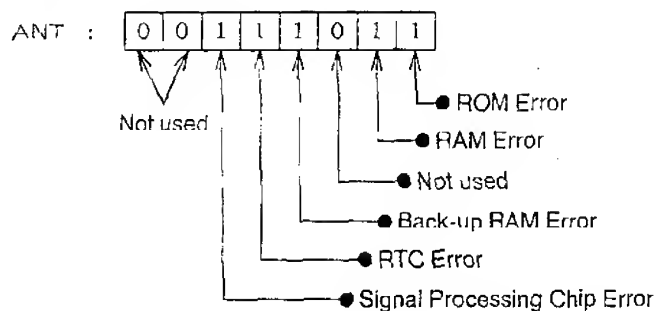 ANT : 0 0 1 1 1 0 1 1
ROM Error
Not used
RAM Error
Not used
Back-up RAM Error
RTC Error
Signal Processing Chip Error